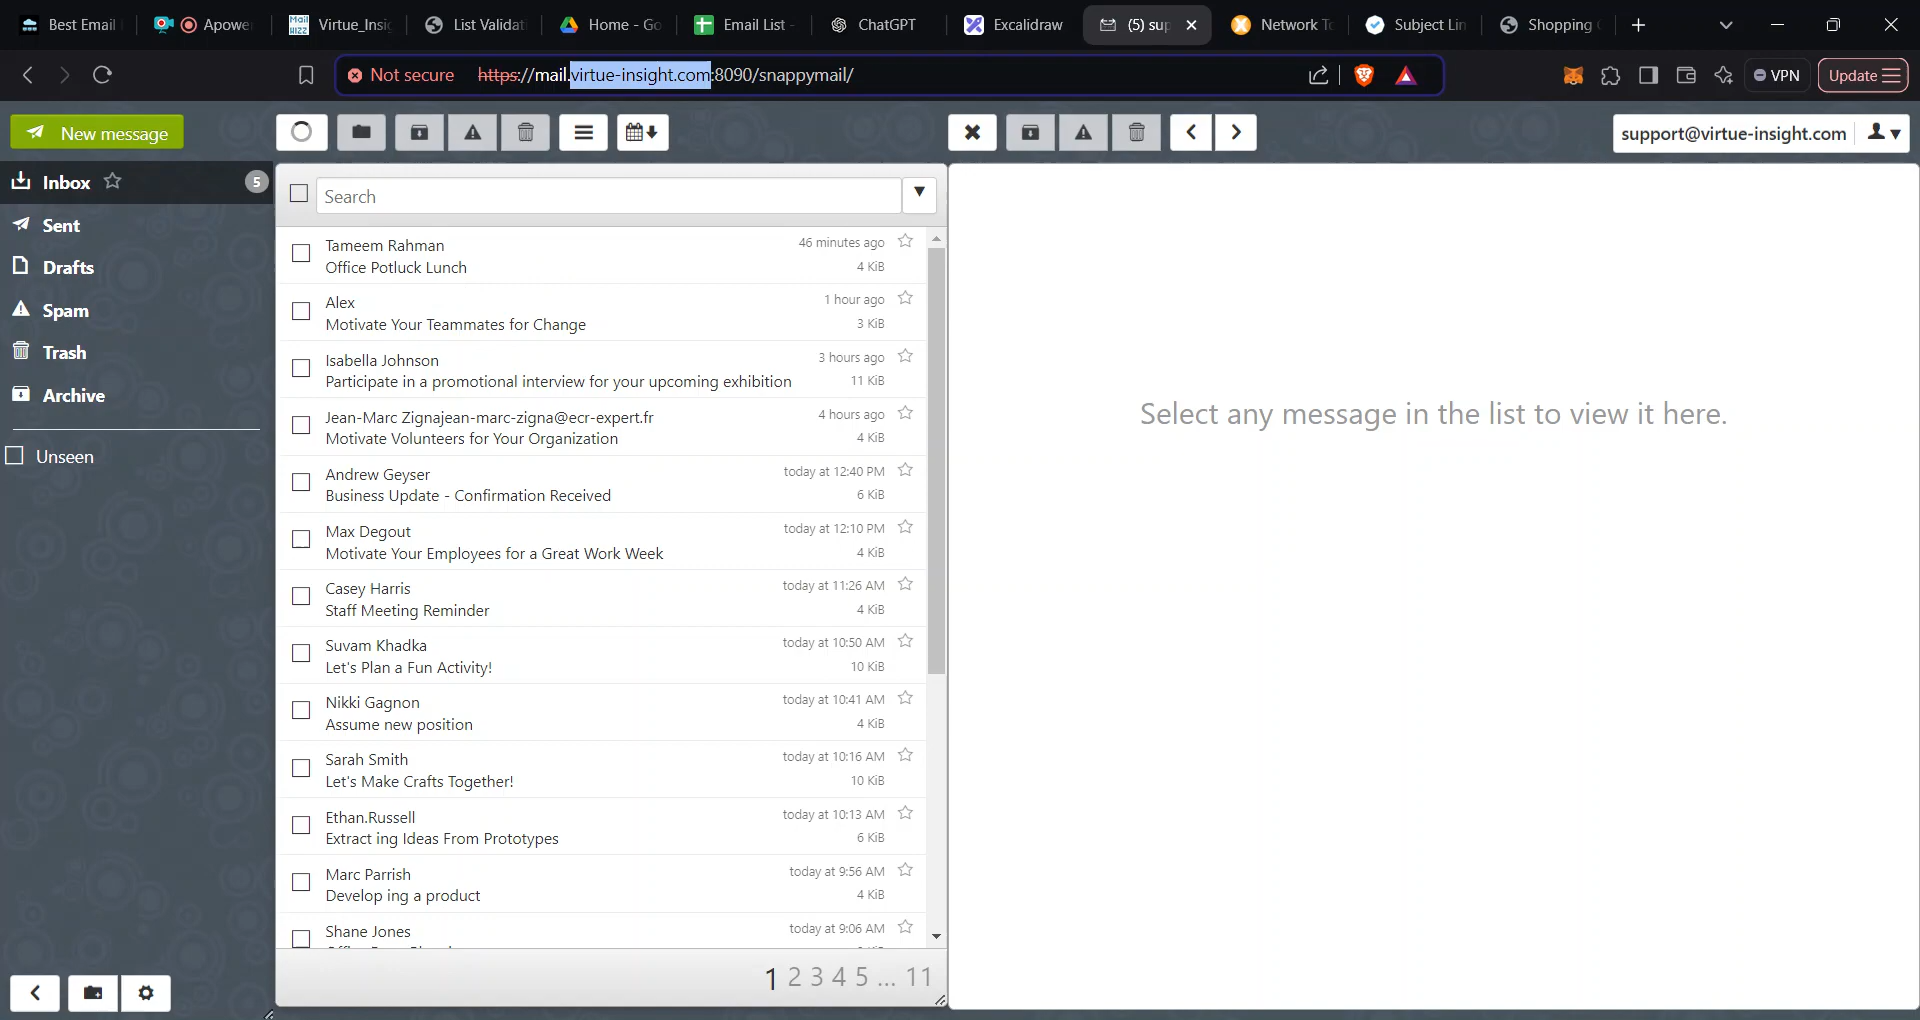 Best Email
Apower
Virtue_Insig
List Validat
Home - Go
Email List -
ChatGPT
Excalidraw
(5) sup
Network To
Subject Lin
Shopping
Not secure https://mail.virtue-insight.com:8090/snappymail/
VPN
Update
New message
support@virtue-insight.com
Inbox 5
Sent
Drafts
Spam
Trash
Archive
Unseen
Search
Tameem Rahman 46 minutes ago
Office Potluck Lunch 4 KiB
Alex 1 hour ago
Motivate Your Teammates for Change 3 KiB
Isabella Johnson 3 hours ago
Participate in a promotional interview for your upcoming exhibition 11 KiB
Jean-Marc Zignajean-marc-zigna@ecr-expert.fr 4 hours ago
Motivate Volunteers for Your Organization 4 KiB
Andrew Geyser today at 12:40 PM
Business Update - Confirmation Received 6 KiB
Max Degout today at 12:10 PM
Motivate Your Employees for a Great Work Week 4 KiB
Casey Harris today at 11:26 AM
Staff Meeting Reminder 4 KiB
Suvam Khadka today at 10:50 AM
Let's Plan a Fun Activity! 10 KiB
Nikki Gagnon today at 10:41 AM
Assume new position 4 KiB
Sarah Smith today at 10:16 AM
Let's Make Crafts Together! 10 KiB
Ethan.Russell today at 10:13 AM
Extract ing Ideas From Prototypes 6 KiB
Marc Parrish today at 9:56 AM
Develop ing a product 4 KiB
Shane Jones today at 9:06 AM
1 2 3 4 5 ... 11
Select any message in the list to view it here.